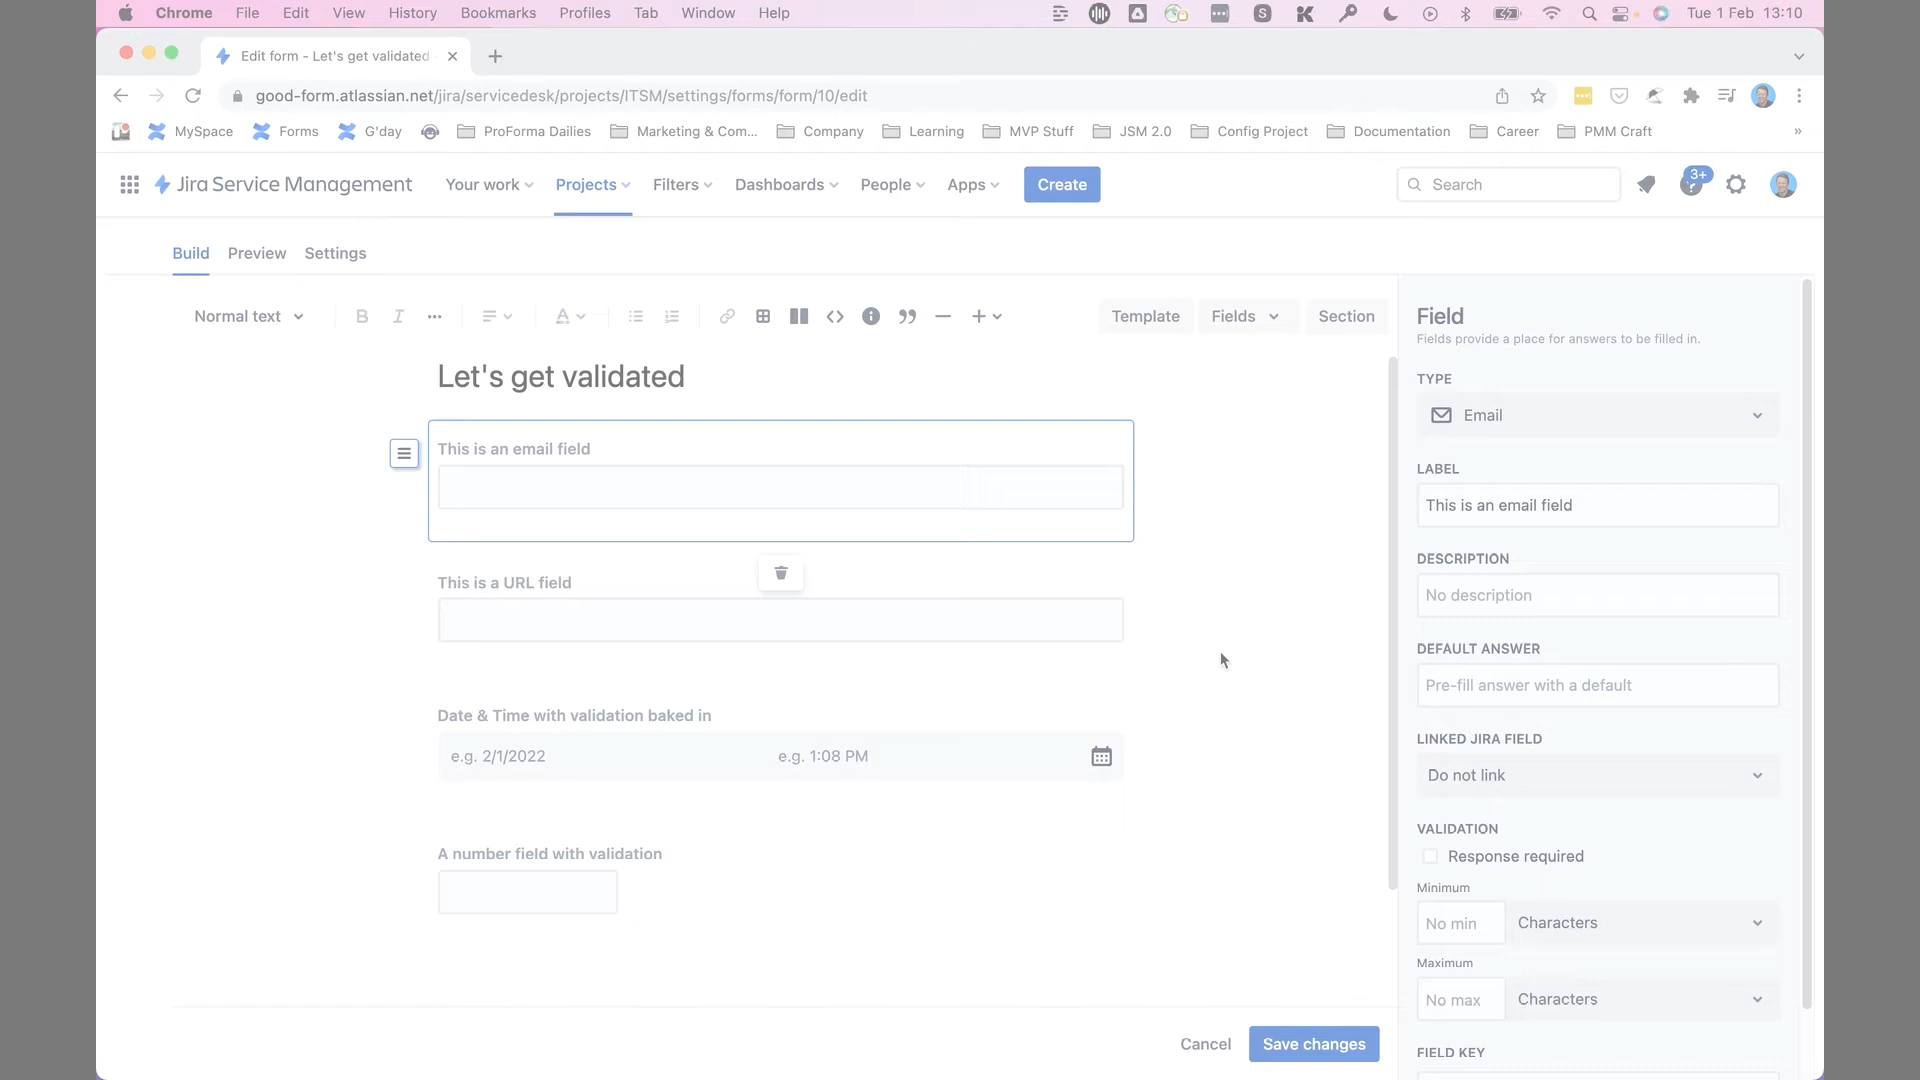 Chrome File Edit View History Bookmarks Profiles Tab Window Help Tue 1 Feb 13:10
Edit form - Let's get validated
good-form.atlassian.net/jira/servicedesk/projects/ITSM/settings/forms/form/10/edit
MySpace Forms G'day ProForma Dailies Marketing & Com... Company Learning MVP Stuff JSM 2.0 Config Project Documentation Career PMM Craft »
Jira Service Management Your work Projects Filters Dashboards People Apps Create Search 3+
Build Preview Settings
Normal text B I ... A Template Fields Section
Let's get validated
This is an email field
This is a URL field
Date & Time with validation baked in
e.g. 2/1/2022 e.g. 1:08 PM
A number field with validation
Cancel Save changes
Field
Fields provide a place for answers to be filled in.
TYPE
Email
LABEL
This is an email field
DESCRIPTION
No description
DEFAULT ANSWER
Pre-fill answer with a default
LINKED JIRA FIELD
Do not link
VALIDATION
Response required
Minimum
No min Characters
Maximum
No max Characters
FIELD KEY